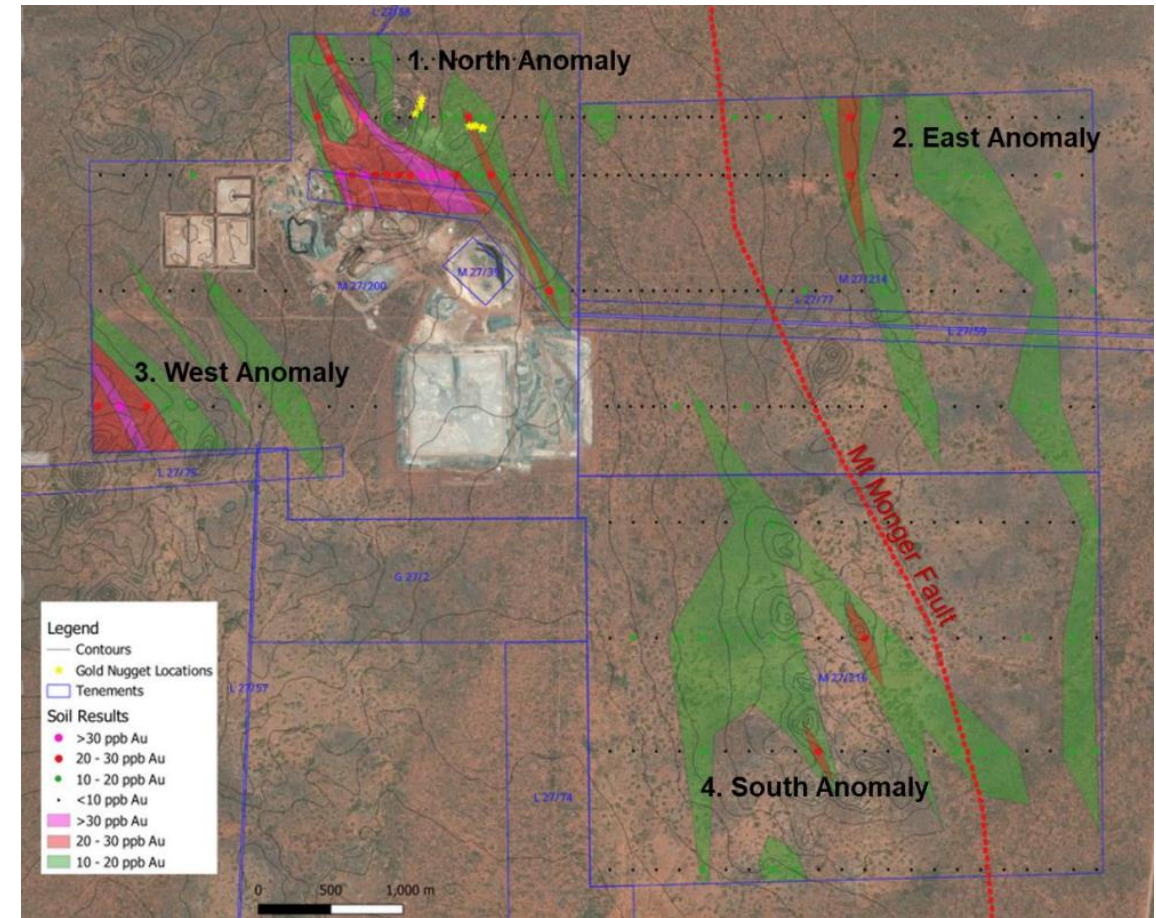 L 27/58
1. North Anomaly
2. East Anomaly
M 27/39
M 27/200
M 27/214
L 27/77
L 27/59
3. West Anomaly
L 27/75
Mt Monger Fault
G 27/2
M 27/216
L 27/57
4. South Anomaly
L 27/74
Legend
Contours
Gold Nugget Locations
Tenements
Soil Results
>30 ppb Au
20 - 30 ppb Au
10 - 20 ppb Au
<10 ppb Au
>30 ppb Au
20 - 30 ppb Au
10 - 20 ppb Au
0 500 1,000 m